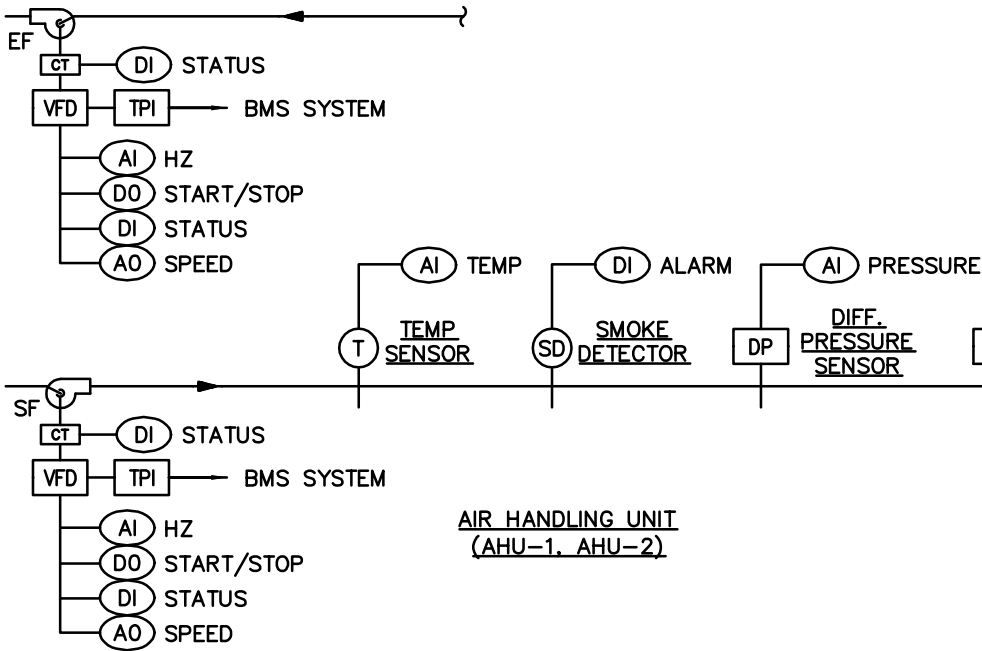 EF
CT DI STATUS
VFD TPI BMS SYSTEM
AI HZ
DO START/STOP
DI STATUS
AO SPEED
AI TEMP
DI ALARM
AI PRESSURE
T TEMP
SENSOR
SD SMOKE
DETECTOR
DP DIFF.
PRESSURE
SENSOR
SF
CT DI STATUS
VFD TPI BMS SYSTEM
AI HZ
DO START/STOP
DI STATUS
AO SPEED
AIR HANDLING UNIT
(AHU-1, AHU-2)